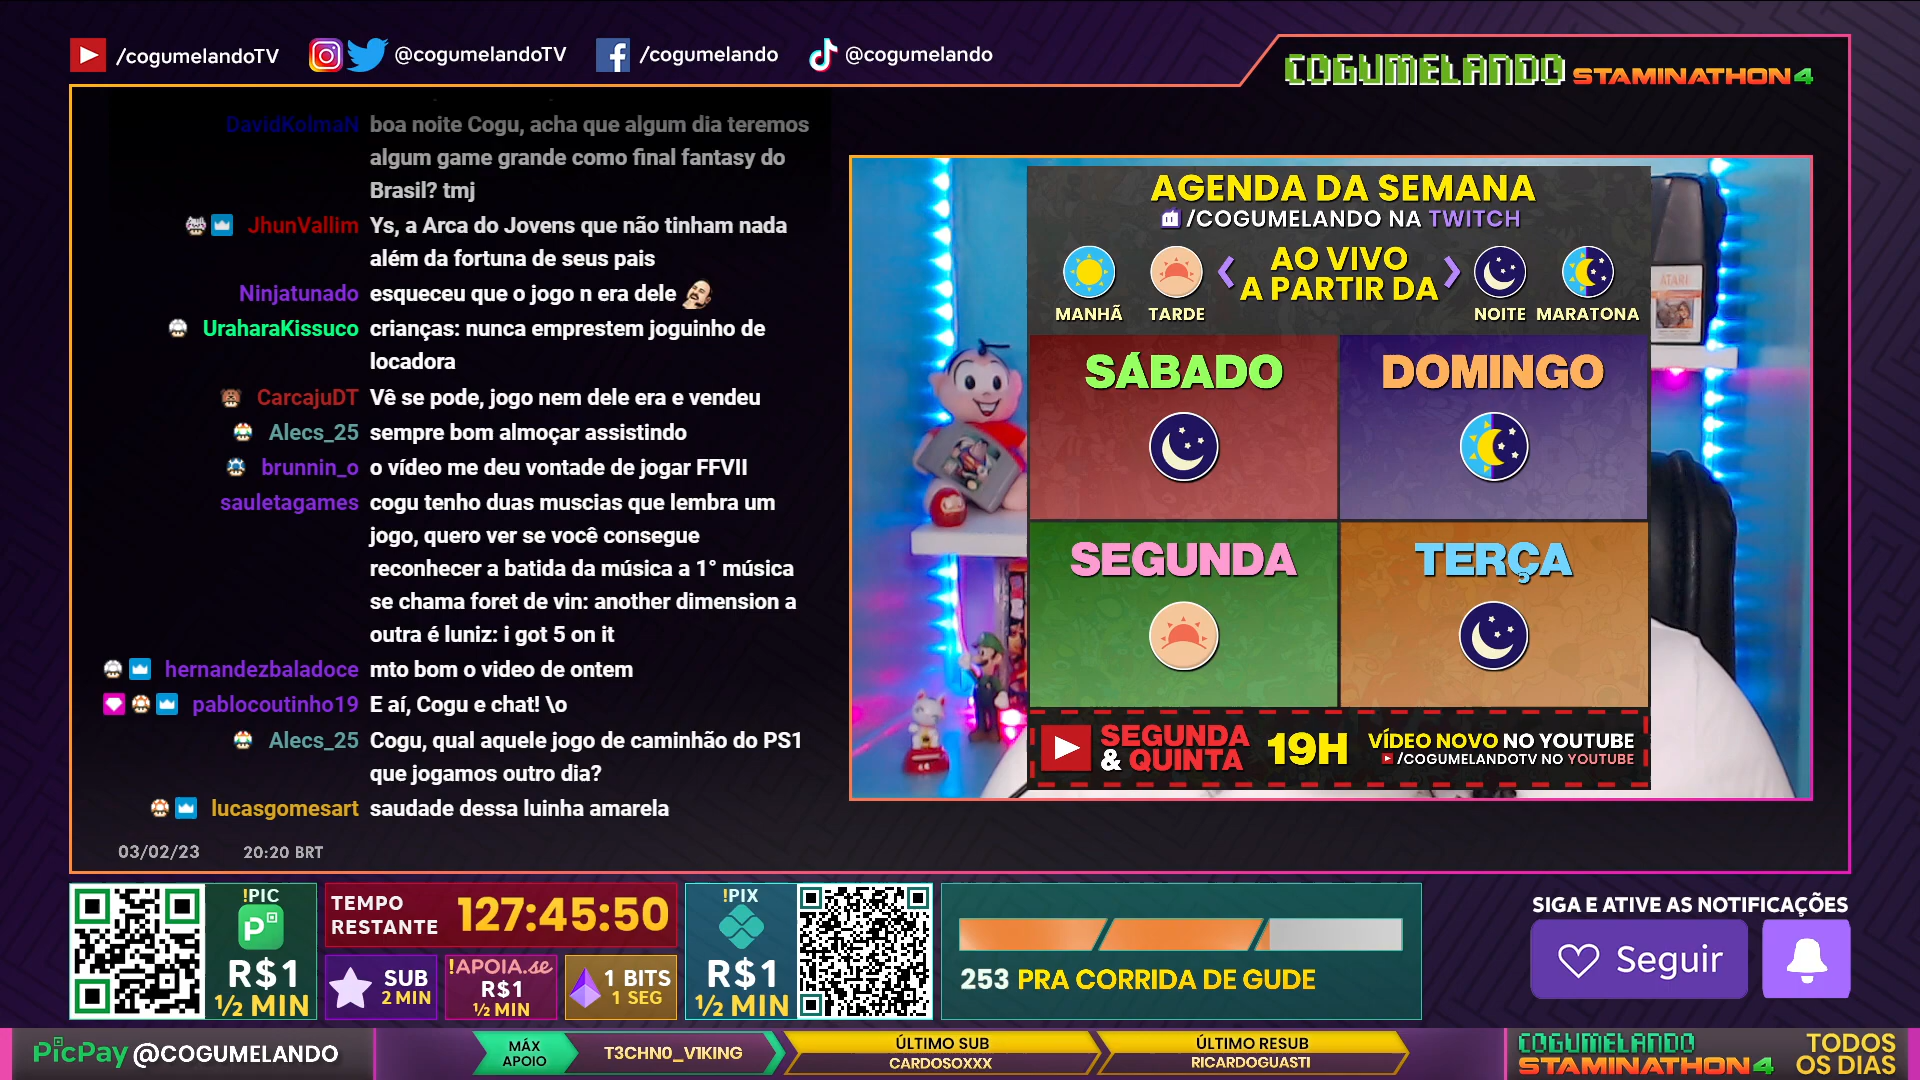 /cogumelandoTV
@cogumelandoTV
/cogumelando
@cogumelando
COGUMELANDO STAMINATHON 4
DavidKolmaN boa noite Cogu, acha que algum dia teremos
algum game grande como final fantasy do
Brasil? tmj
JhunVallim Ys, a Arca do Jovens que não tinham nada
além da fortuna de seus pais
Ninjatunado esqueceu que o jogo n era dele
UraharaKissuco crianças: nunca emprestem joguinho de
locadora
CarcajuDT Vê se pode, jogo nem dele era e vendeu
Alecs_25 sempre bom almoçar assistindo
brunnin_o o vídeo me deu vontade de jogar FFVII
sauletagames cogu tenho duas muscias que lembra um
jogo, quero ver se você consegue
reconhecer a batida da música a 1° música
se chama foret de vin: another dimension a
outra é luniz: i got 5 on it
hernandezbaladoce mto bom o video de ontem
pablocoutinho19 E aí, Cogu e chat! \o
Alecs_25 Cogu, qual aquele jogo de caminhão do PS1
que jogamos outro dia?
lucasgomesart saudade dessa luinha amarela
03/02/23 20:20 BRT
AGENDA DA SEMANA
/COGUMELANDO NA TWITCH
AO VIVO
A PARTIR DA
MANHÃ TARDE NOITE MARATONA
ATARI
SÁBADO DOMINGO
SEGUNDA TERÇA
SEGUNDA
& QUINTA
19H
VÍDEO NOVO NO YOUTUBE
/COGUMELANDOTV NO YOUTUBE
!PIC
R$1
½ MIN
TEMPO
RESTANTE
127:45:50
SUB
2 MIN
!APOIA.se
R$1
½ MIN
1 BITS
1 SEG
!PIX
R$1
½ MIN
253 PRA CORRIDA DE GUDE
SIGA E ATIVE AS NOTIFICAÇÕES
Seguir
PicPay @COGUMELANDO
MÁX
APOIO
T3CHN0_V1KING
ÚLTIMO SUB
CARDOSOXXX
ÚLTIMO RESUB
RICARDOGUASTI
COGUMELANDO
STAMINATHON 4
TODOS
OS DIAS